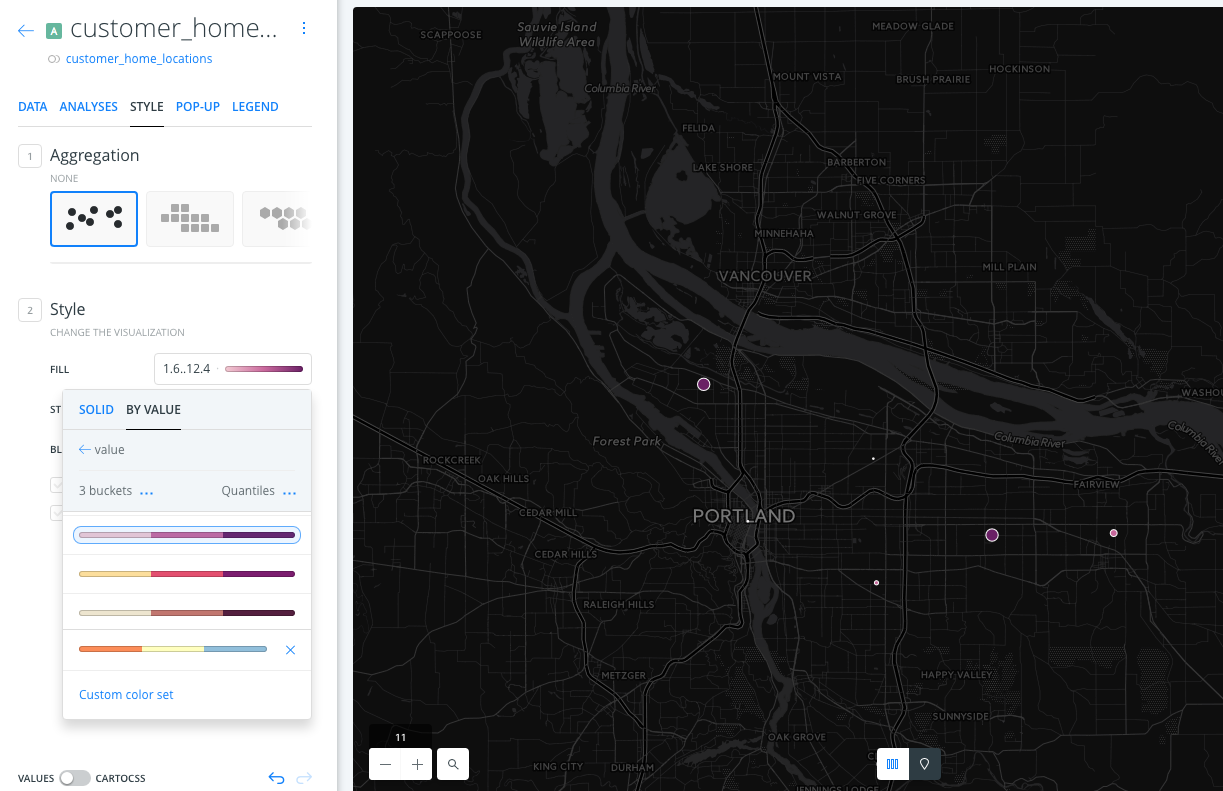 A customer_home...
customer_home_locations
DATA ANALYSES STYLE POP-UP LEGEND
1 Aggregation
NONE
2 Style
CHANGE THE VISUALIZATION
FILL 1.6..12.4
ST
SOLID BY VALUE
BL
value
3 buckets ... Quantiles ...
Custom color set
VALUES CARTOCSS
SCAPPOOSE
Sauvie Island
Wildlife Area
MEADOW GLADE
MOUNT VISTA
BRUSH PRAIRIE
HOCKINSON
Columbia River
FELIDA
LAKE SHORE
BARBERTON
FIVE CORNERS
WALNUT GROVE
MINNEHAHA
VANCOUVER
MILL PLAIN
WASHOU
Columbia River
Columbia River
Forest Park
ROCKCREEK
OAK HILLS
FAIRVIEW
CEDAR MILL
PORTLAND
CEDAR HILLS
RALEIGH HILLS
METZGER
HAPPY VALLEY
SUNNYSIDE
OAK GROVE
11
KING CITY
DURHAM
C
JENNINGS LODGE